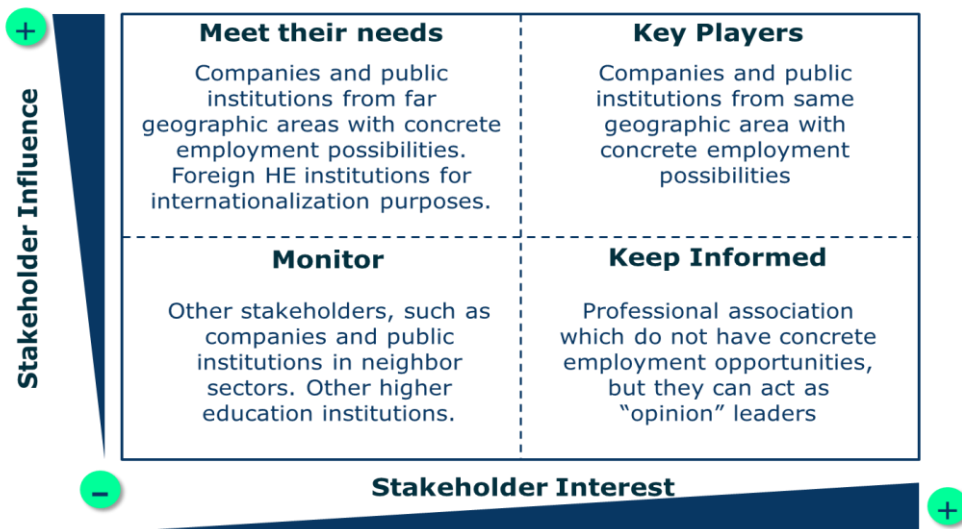 +
Stakeholder Influence
Meet their needs
Companies and public
institutions from far
geographic areas with concrete
employment possibilities.
Foreign HE institutions for
internationalization purposes.
Key Players
Companies and public
institutions from same
geographic area with
concrete employment
possibilities
Monitor
Other stakeholders, such as
companies and public
institutions in neighbor
sectors. Other higher
education institutions.
Keep Informed
Professional association
which do not have concrete
employment opportunities,
but they can act as
“opinion” leaders
–
Stakeholder Interest
+